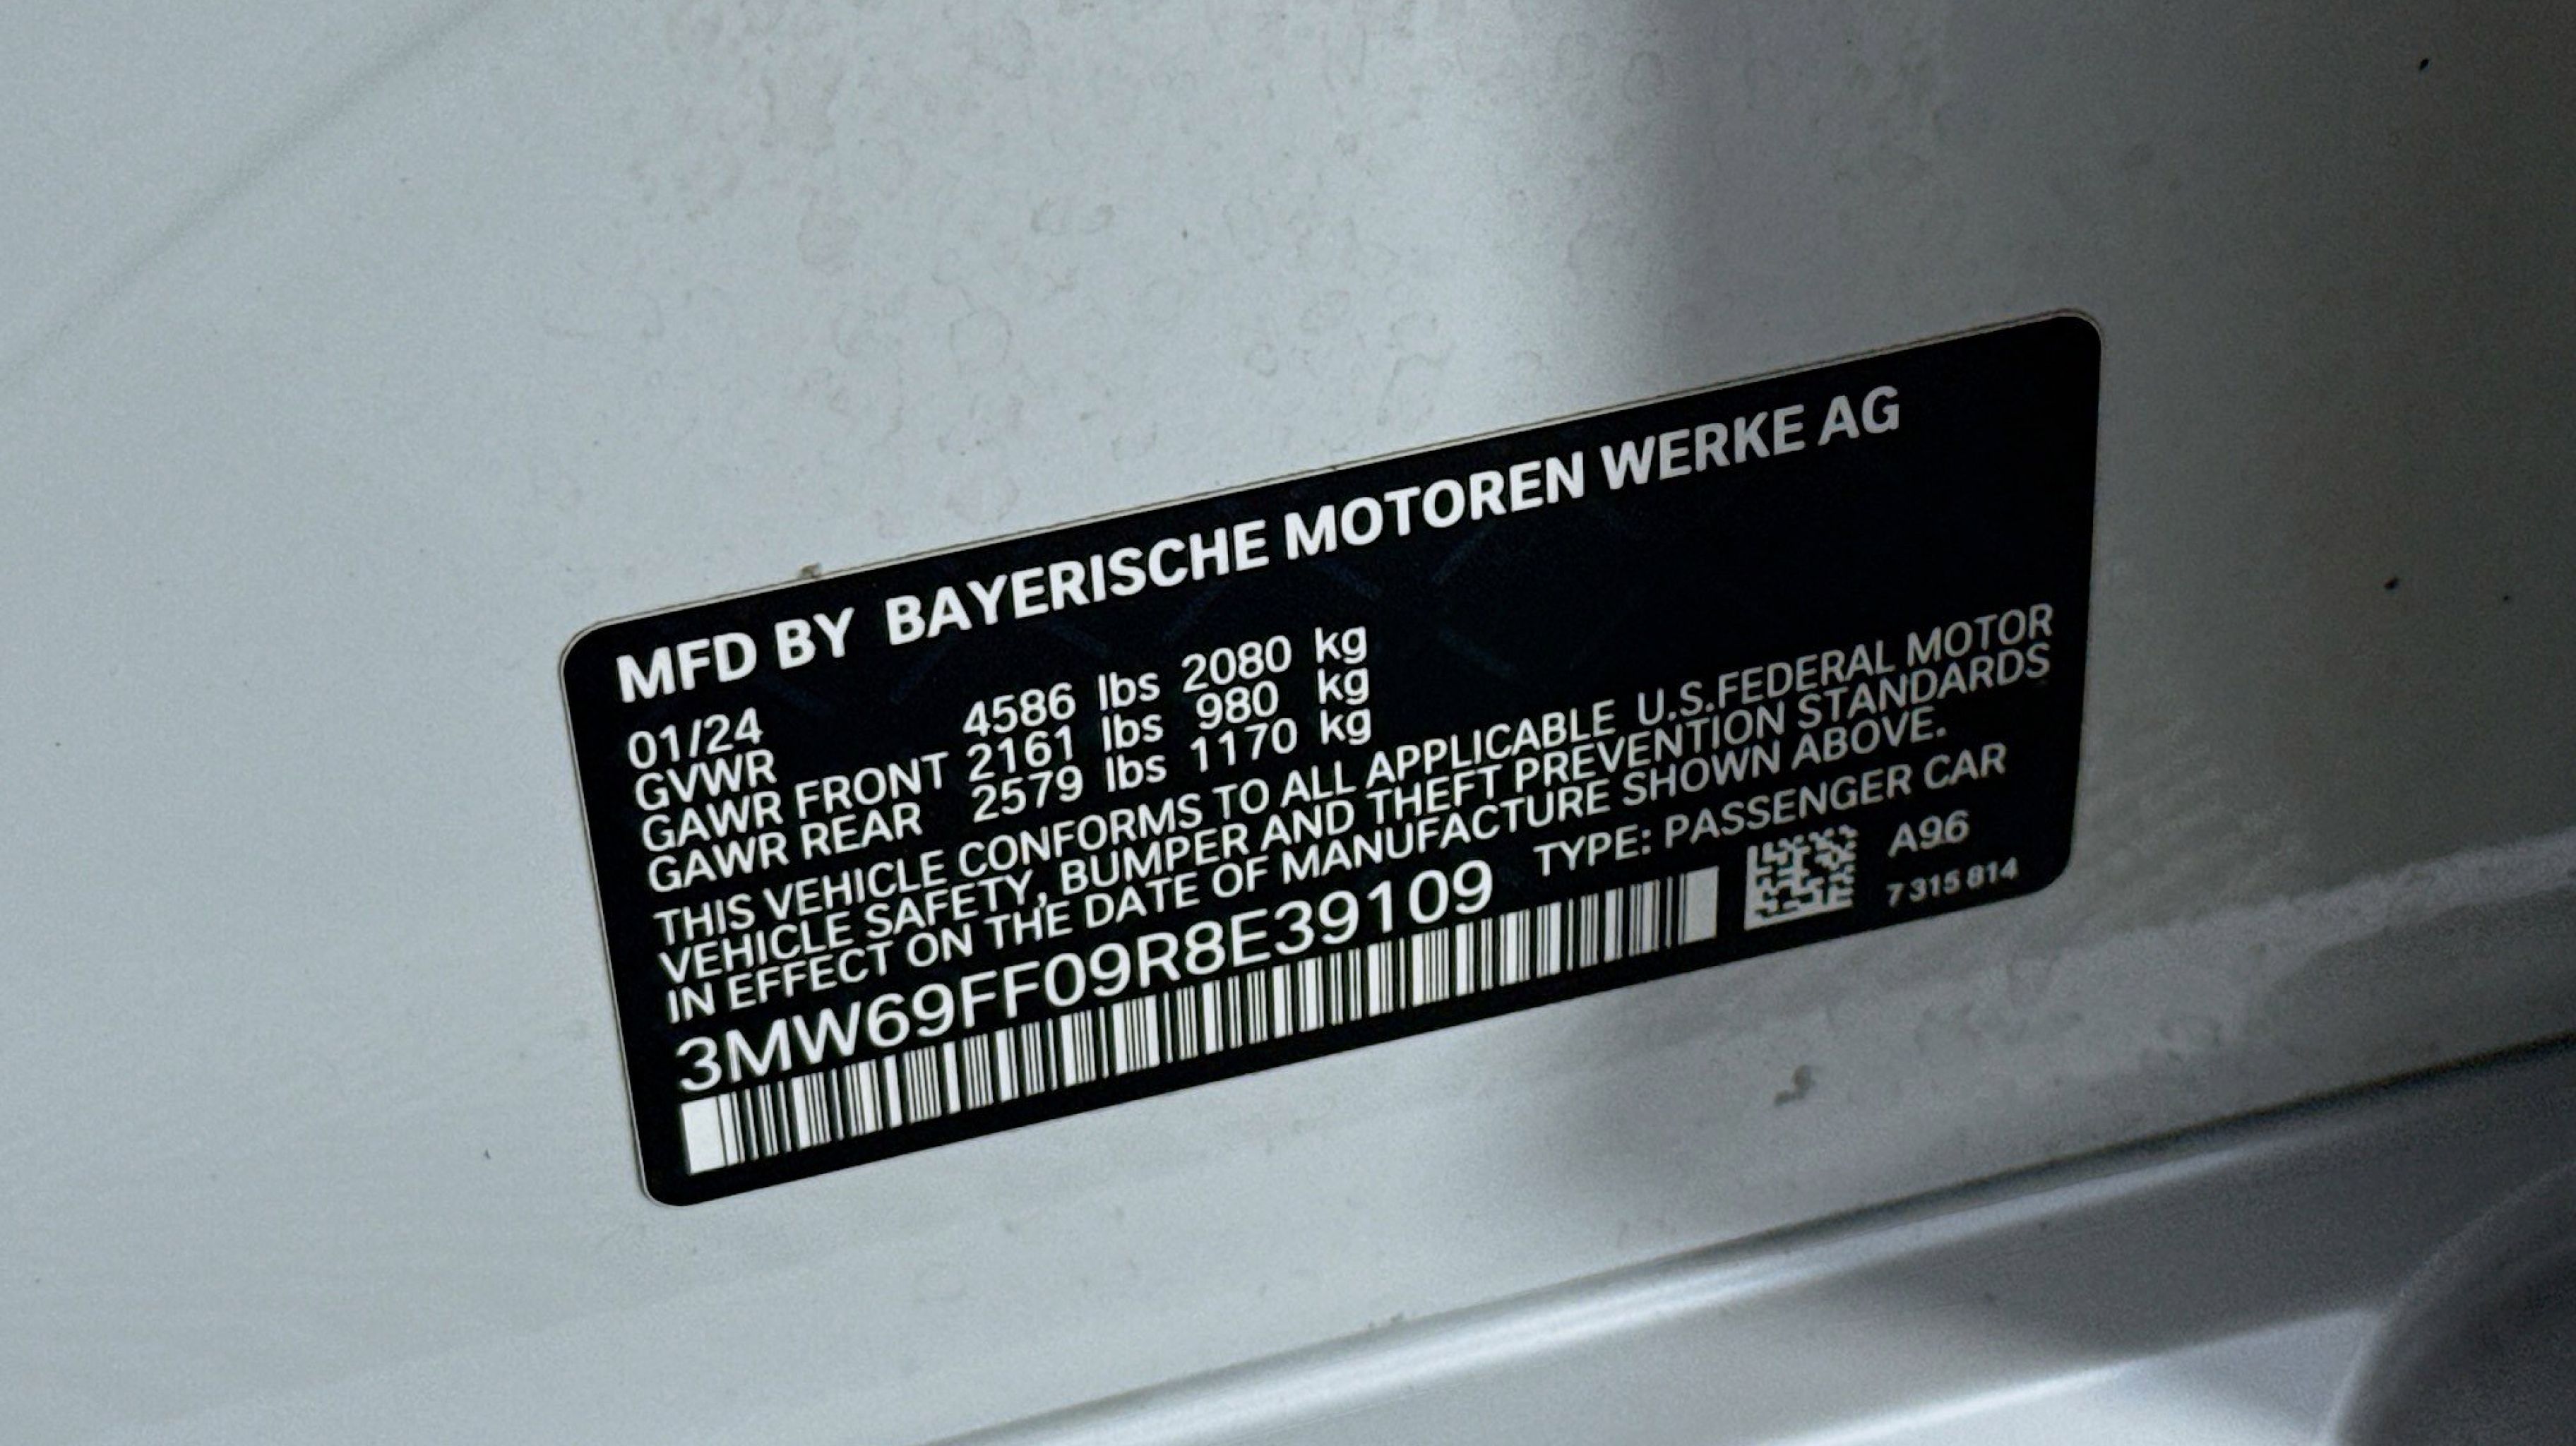 MFD BY BAYERISCHE MOTOREN WERKE AG
01/24
GVWR 4586 lbs 2080 kg
GAWR FRONT 2161 lbs 980 kg
GAWR REAR 2579 lbs 1170 kg
THIS VEHICLE CONFORMS TO ALL APPLICABLE U.S.FEDERAL MOTOR
VEHICLE SAFETY, BUMPER AND THEFT PREVENTION STANDARDS
IN EFFECT ON THE DATE OF MANUFACTURE SHOWN ABOVE.
3MW69FF09R8E39109 TYPE: PASSENGER CAR
A96
7 315 814